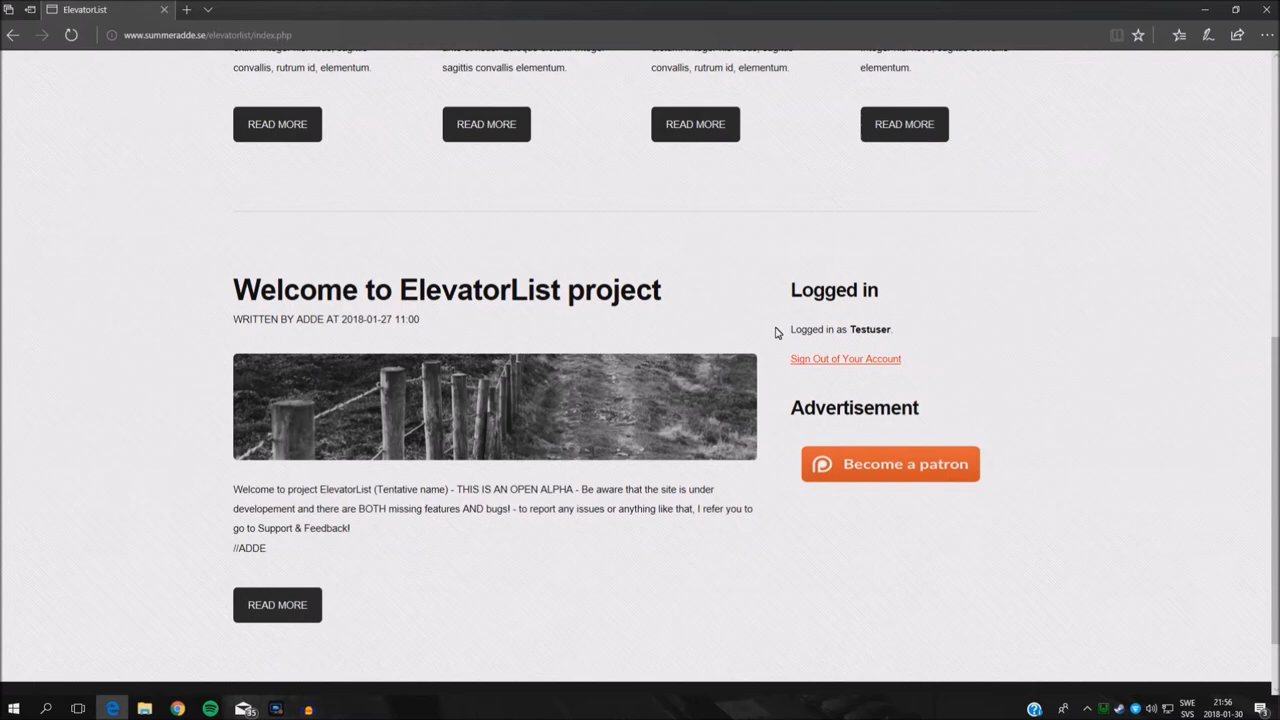 ElevatorList
www.summeradde.se/elevatorlist/index.php
convallis, rutrum id, elementum.
sagittis convallis elementum.
convallis, rutrum id, elementum.
elementum.
READ MORE
READ MORE
READ MORE
READ MORE
Welcome to ElevatorList project
WRITTEN BY ADDE AT 2018-01-27 11:00
Welcome to project ElevatorList (Tentative name) - THIS IS AN OPEN ALPHA - Be aware that the site is under
developement and there are BOTH missing features AND bugs! - to report any issues or anything like that, I refer you to
go to Support & Feedback!
//ADDE
READ MORE
Logged in
Logged in as Testuser.
Sign Out of Your Account
Advertisement
Become a patron
SWE
SVS
21:56
2018-01-30